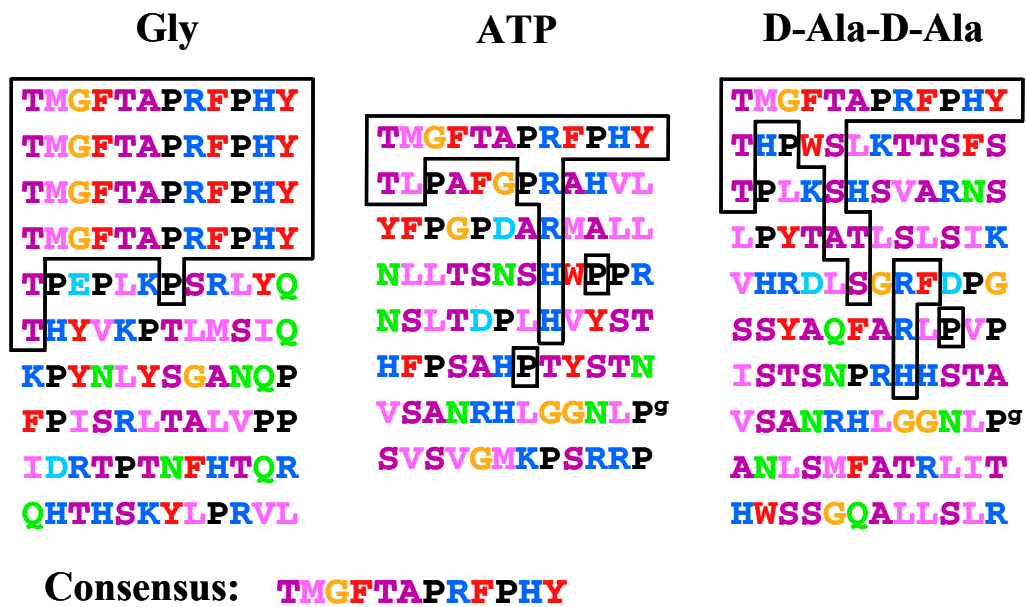 Gly
TMGFTAPRFPHY
TMGFTAPRFPHY
TMGFTAPRFPHY
TMGFTAPRFPHY
TPEPLKPSRLYQ
THYVKPTLMSIQ
KPYNLYSGANQP
FPISRLTALVPP
IDRTPTNFHTQR
QHTHSKYLPRVL
ATP
TMGFTAPRFPHY
TLPAFGPRAHVL
YFPGPDARMALL
NLLTSNSHWPPR
NSLTDPLHVYST
HFPSAHPTYSTN
VSANRHLGGNLPg
SVSVGMKPSRRP
D-Ala-D-Ala
TMGFTAPRFPHY
THPWSLKTTSFS
TPLKSHSVARNS
LPYTATLSLSIK
VHRDLSGRFDPG
SSYAQFARLPVP
ISTSNPRHHSTA
VSANRHLGGNLPg
ANLSMFATRLIT
HWSSGQALLSLR
Consensus: TMGFTAPRFPHY